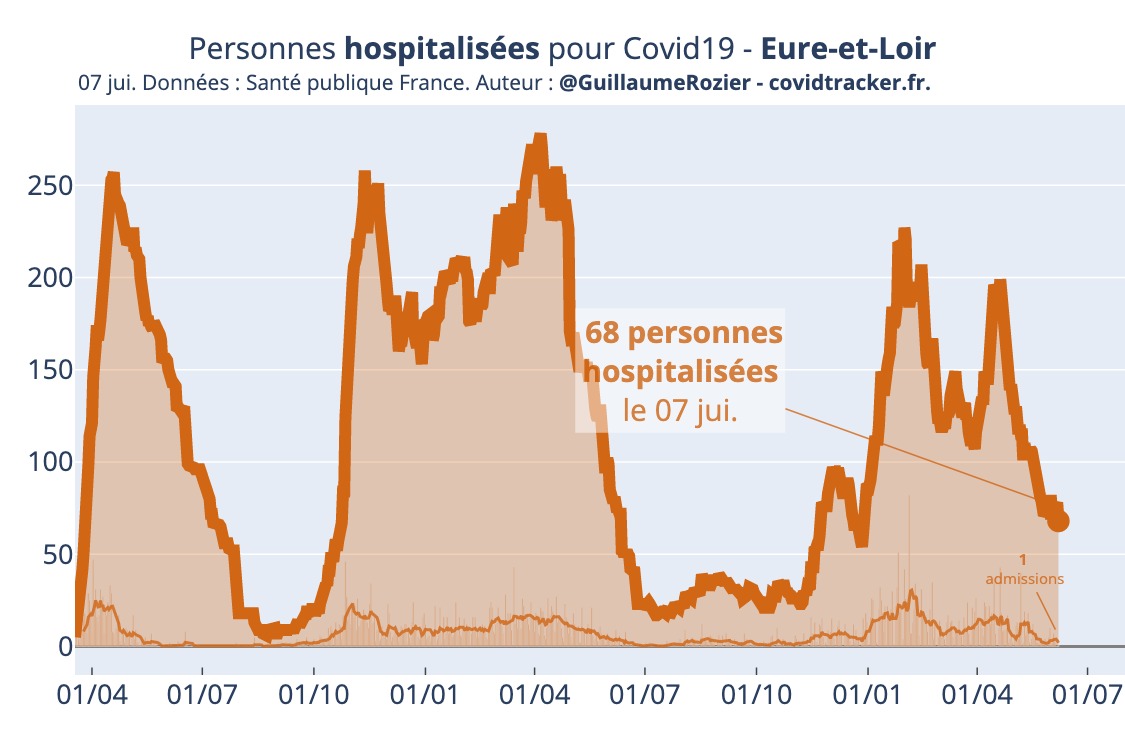 Personnes hospitalisées pour Covid19 - Eure-et-Loir
07 jui. Données : Santé publique France. Auteur : @GuillaumeRozier - covidtracker.fr.
250
200
150
100
50
0
68 personnes
hospitalisées
le 07 jui.
1
admissions
01/04 01/07 01/10 01/01 01/04 01/07 01/10 01/01 01/04 01/07